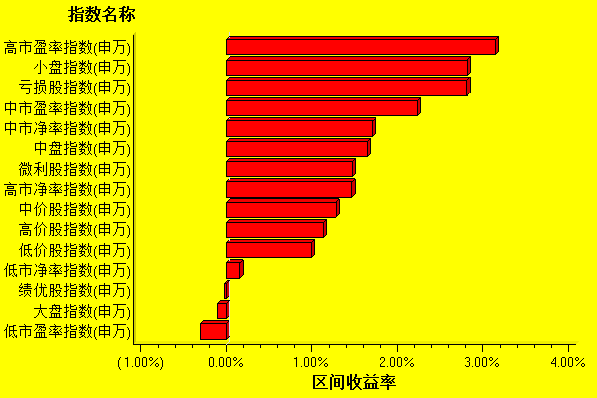 指数名称
高市盈率指数(申万)
小盘指数(申万)
亏损股指数(申万)
中市盈率指数(申万)
中市净率指数(申万)
中盘指数(申万)
微利股指数(申万)
高市净率指数(申万)
中价股指数(申万)
高价股指数(申万)
低价股指数(申万)
低市净率指数(申万)
绩优股指数(申万)
大盘指数(申万)
低市盈率指数(申万)
(1.00%) 0.00% 1.00% 2.00% 3.00% 4.00%
区间收益率